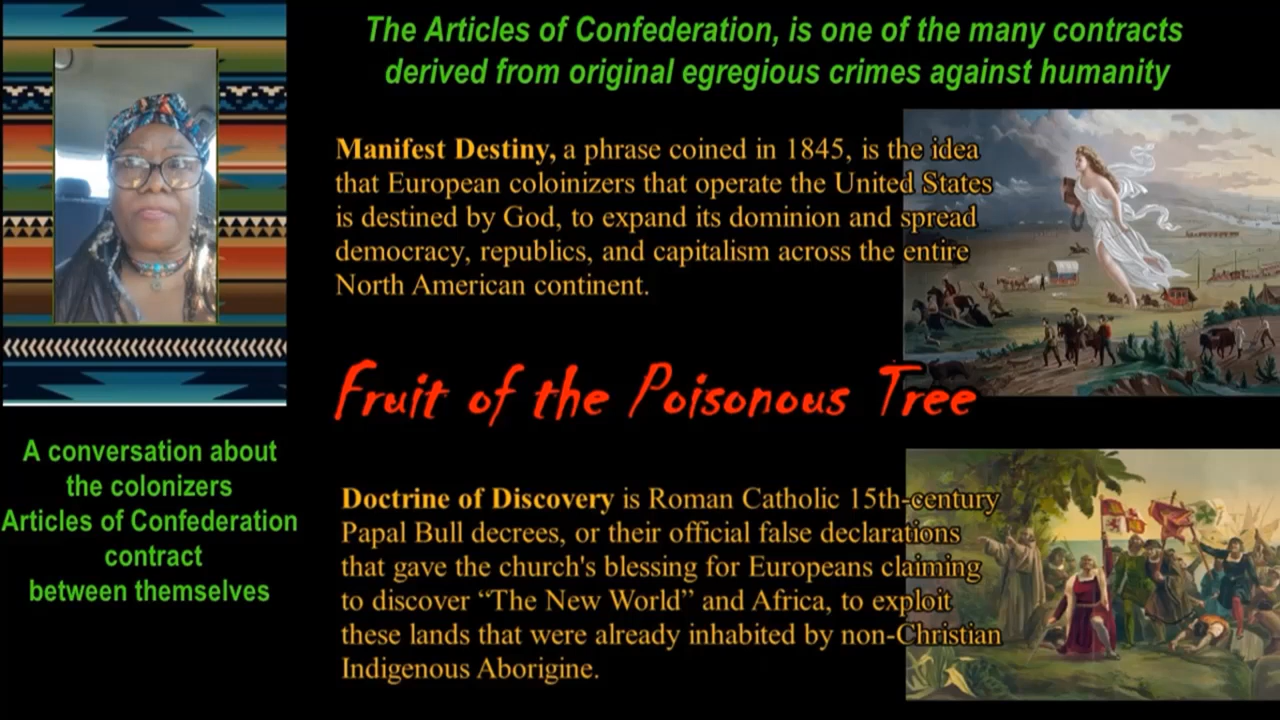 The Articles of Confederation, is one of the many contracts
derived from original egregious crimes against humanity
Manifest Destiny, a phrase coined in 1845, is the idea
that European coloinizers that operate the United States
is destined by God, to expand its dominion and spread
democracy, republics, and capitalism across the entire
North American continent.
Fruit of the Poisonous Tree
A conversation about
the colonizers
Articles of Confederation
contract
between themselves
Doctrine of Discovery is Roman Catholic 15th-century
Papal Bull decrees, or their official false declarations
that gave the church's blessing for Europeans claiming
to discover “The New World” and Africa, to exploit
these lands that were already inhabited by non-Christian
Indigenous Aborigine.